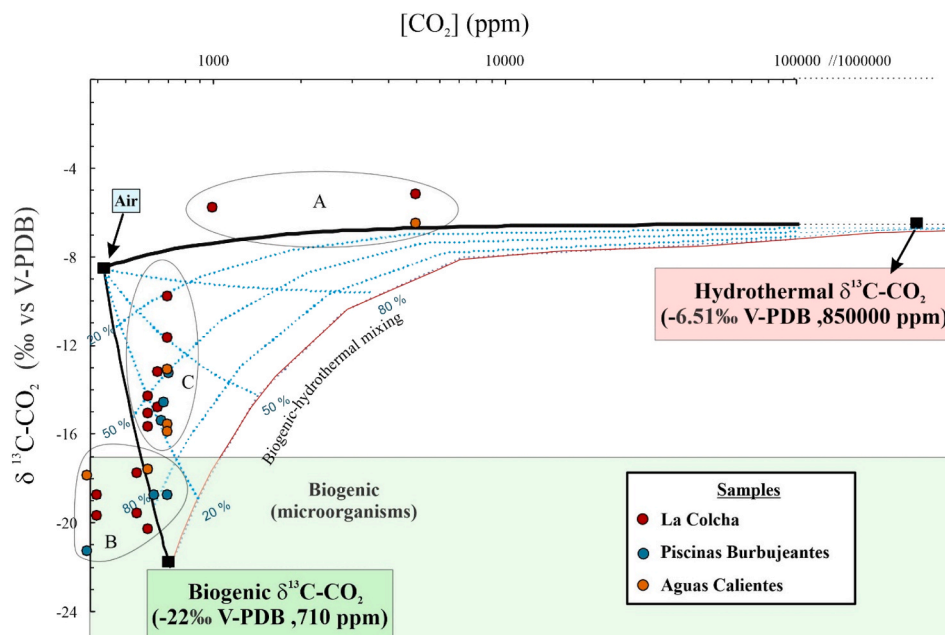 [CO₂] (ppm)
1000
10000
100000 //1000000
δ ¹³C-CO₂ (‰ vs V-PDB)
-4
-8
-12
-16
-20
-24
Air
A
B
C
20 %
50 %
80 %
80 %
50 %
20 %
Biogenic-hydrothermal mixing
Hydrothermal δ¹³C-CO₂
(-6.51‰ V-PDB ,850000 ppm)
Biogenic
(microorganisms)
Biogenic δ¹³C-CO₂
(-22‰ V-PDB ,710 ppm)
Samples
La Colcha
Piscinas Burbujeantes
Aguas Calientes